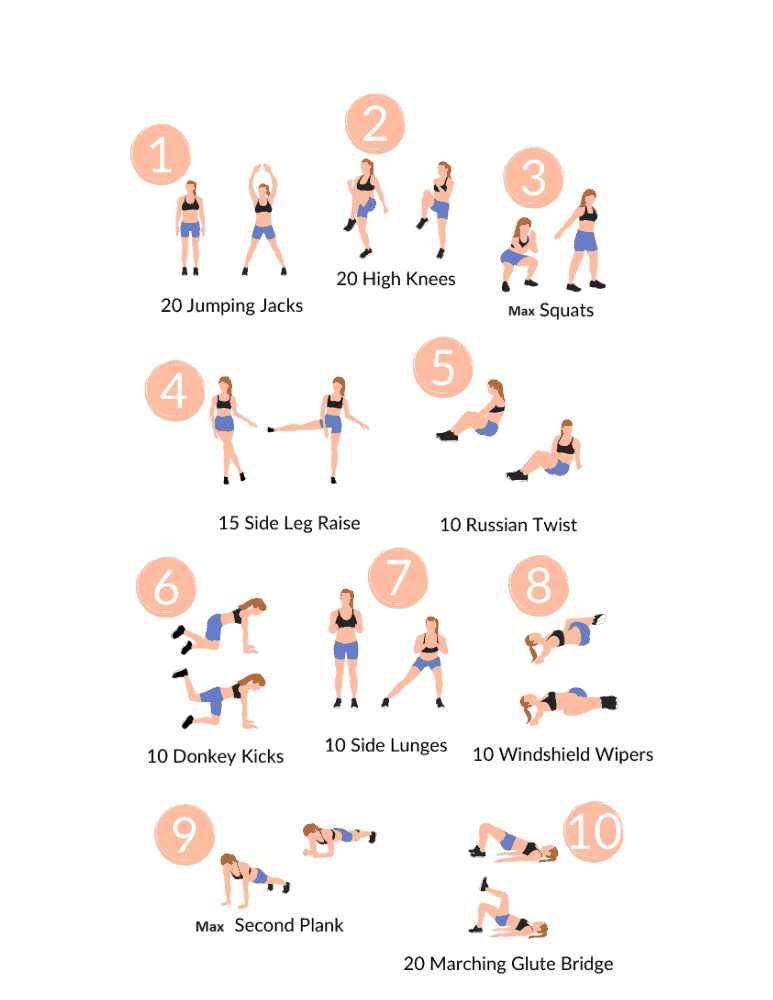 1
20 Jumping Jacks
2
20 High Knees
3
Max Squats
4
15 Side Leg Raise
5
10 Russian Twist
6
10 Donkey Kicks
7
10 Side Lunges
8
10 Windshield Wipers
9
Max Second Plank
10
20 Marching Glute Bridge